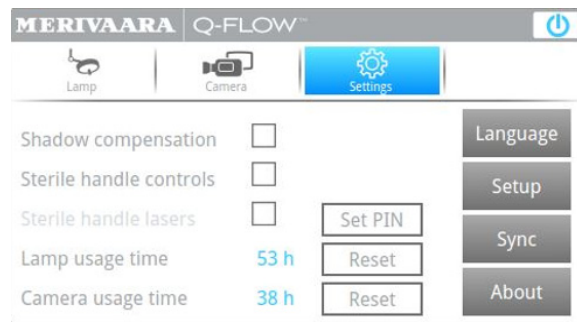 MERIVAARA Q-FLOW™
Lamp Camera Settings
Shadow compensation
Sterile handle controls
Sterile handle lasers Set PIN
Lamp usage time 53 h Reset
Camera usage time 38 h Reset
Language
Setup
Sync
About